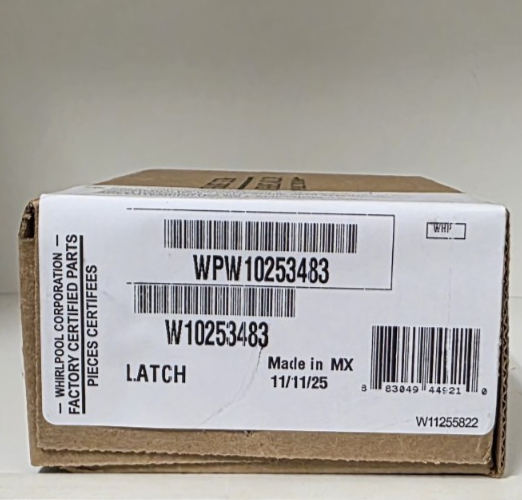 WHIRLPOOL CORPORATION
FACTORY CERTIFIED PARTS
PIECES CERTIFEES
WHP
WPW10253483
W10253483
LATCH
Made in MX
11/11/25
8 83049 44921 0
W11255822